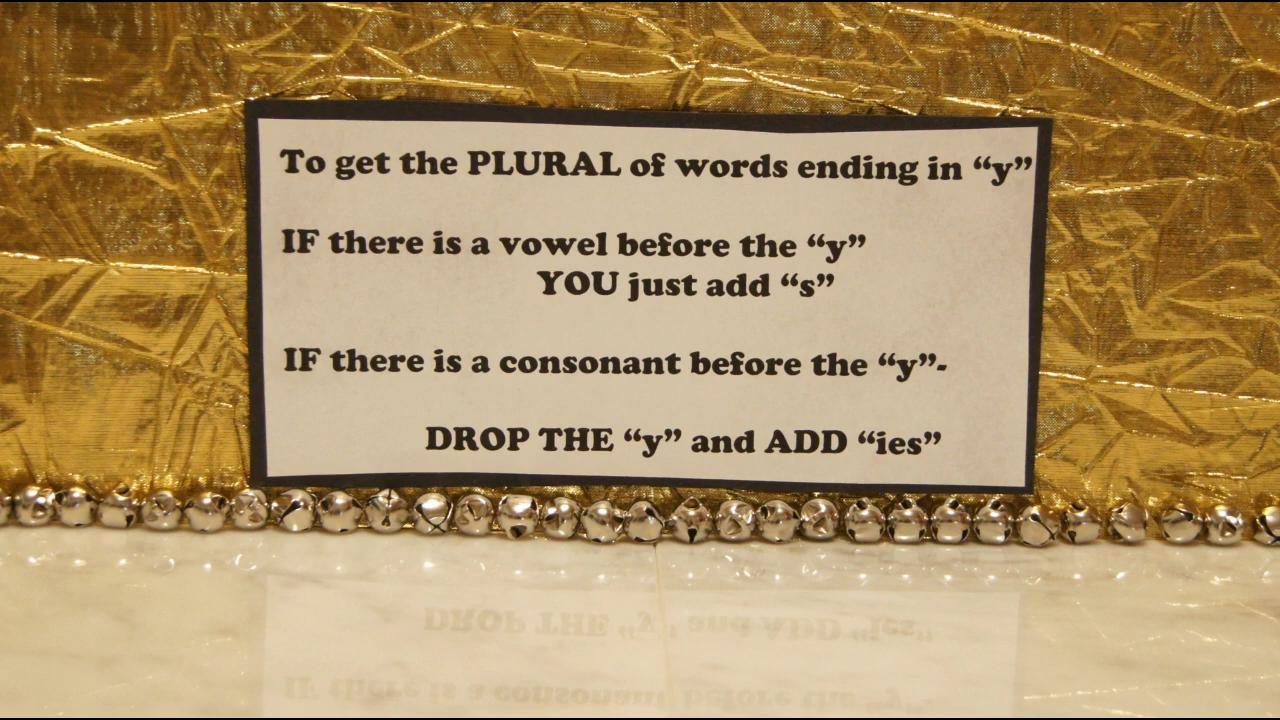 To get the PLURAL of words ending in “y”
IF there is a vowel before the “y”
YOU just add “s”
IF there is a consonant before the “y”-
DROP THE “y” and ADD “ies”